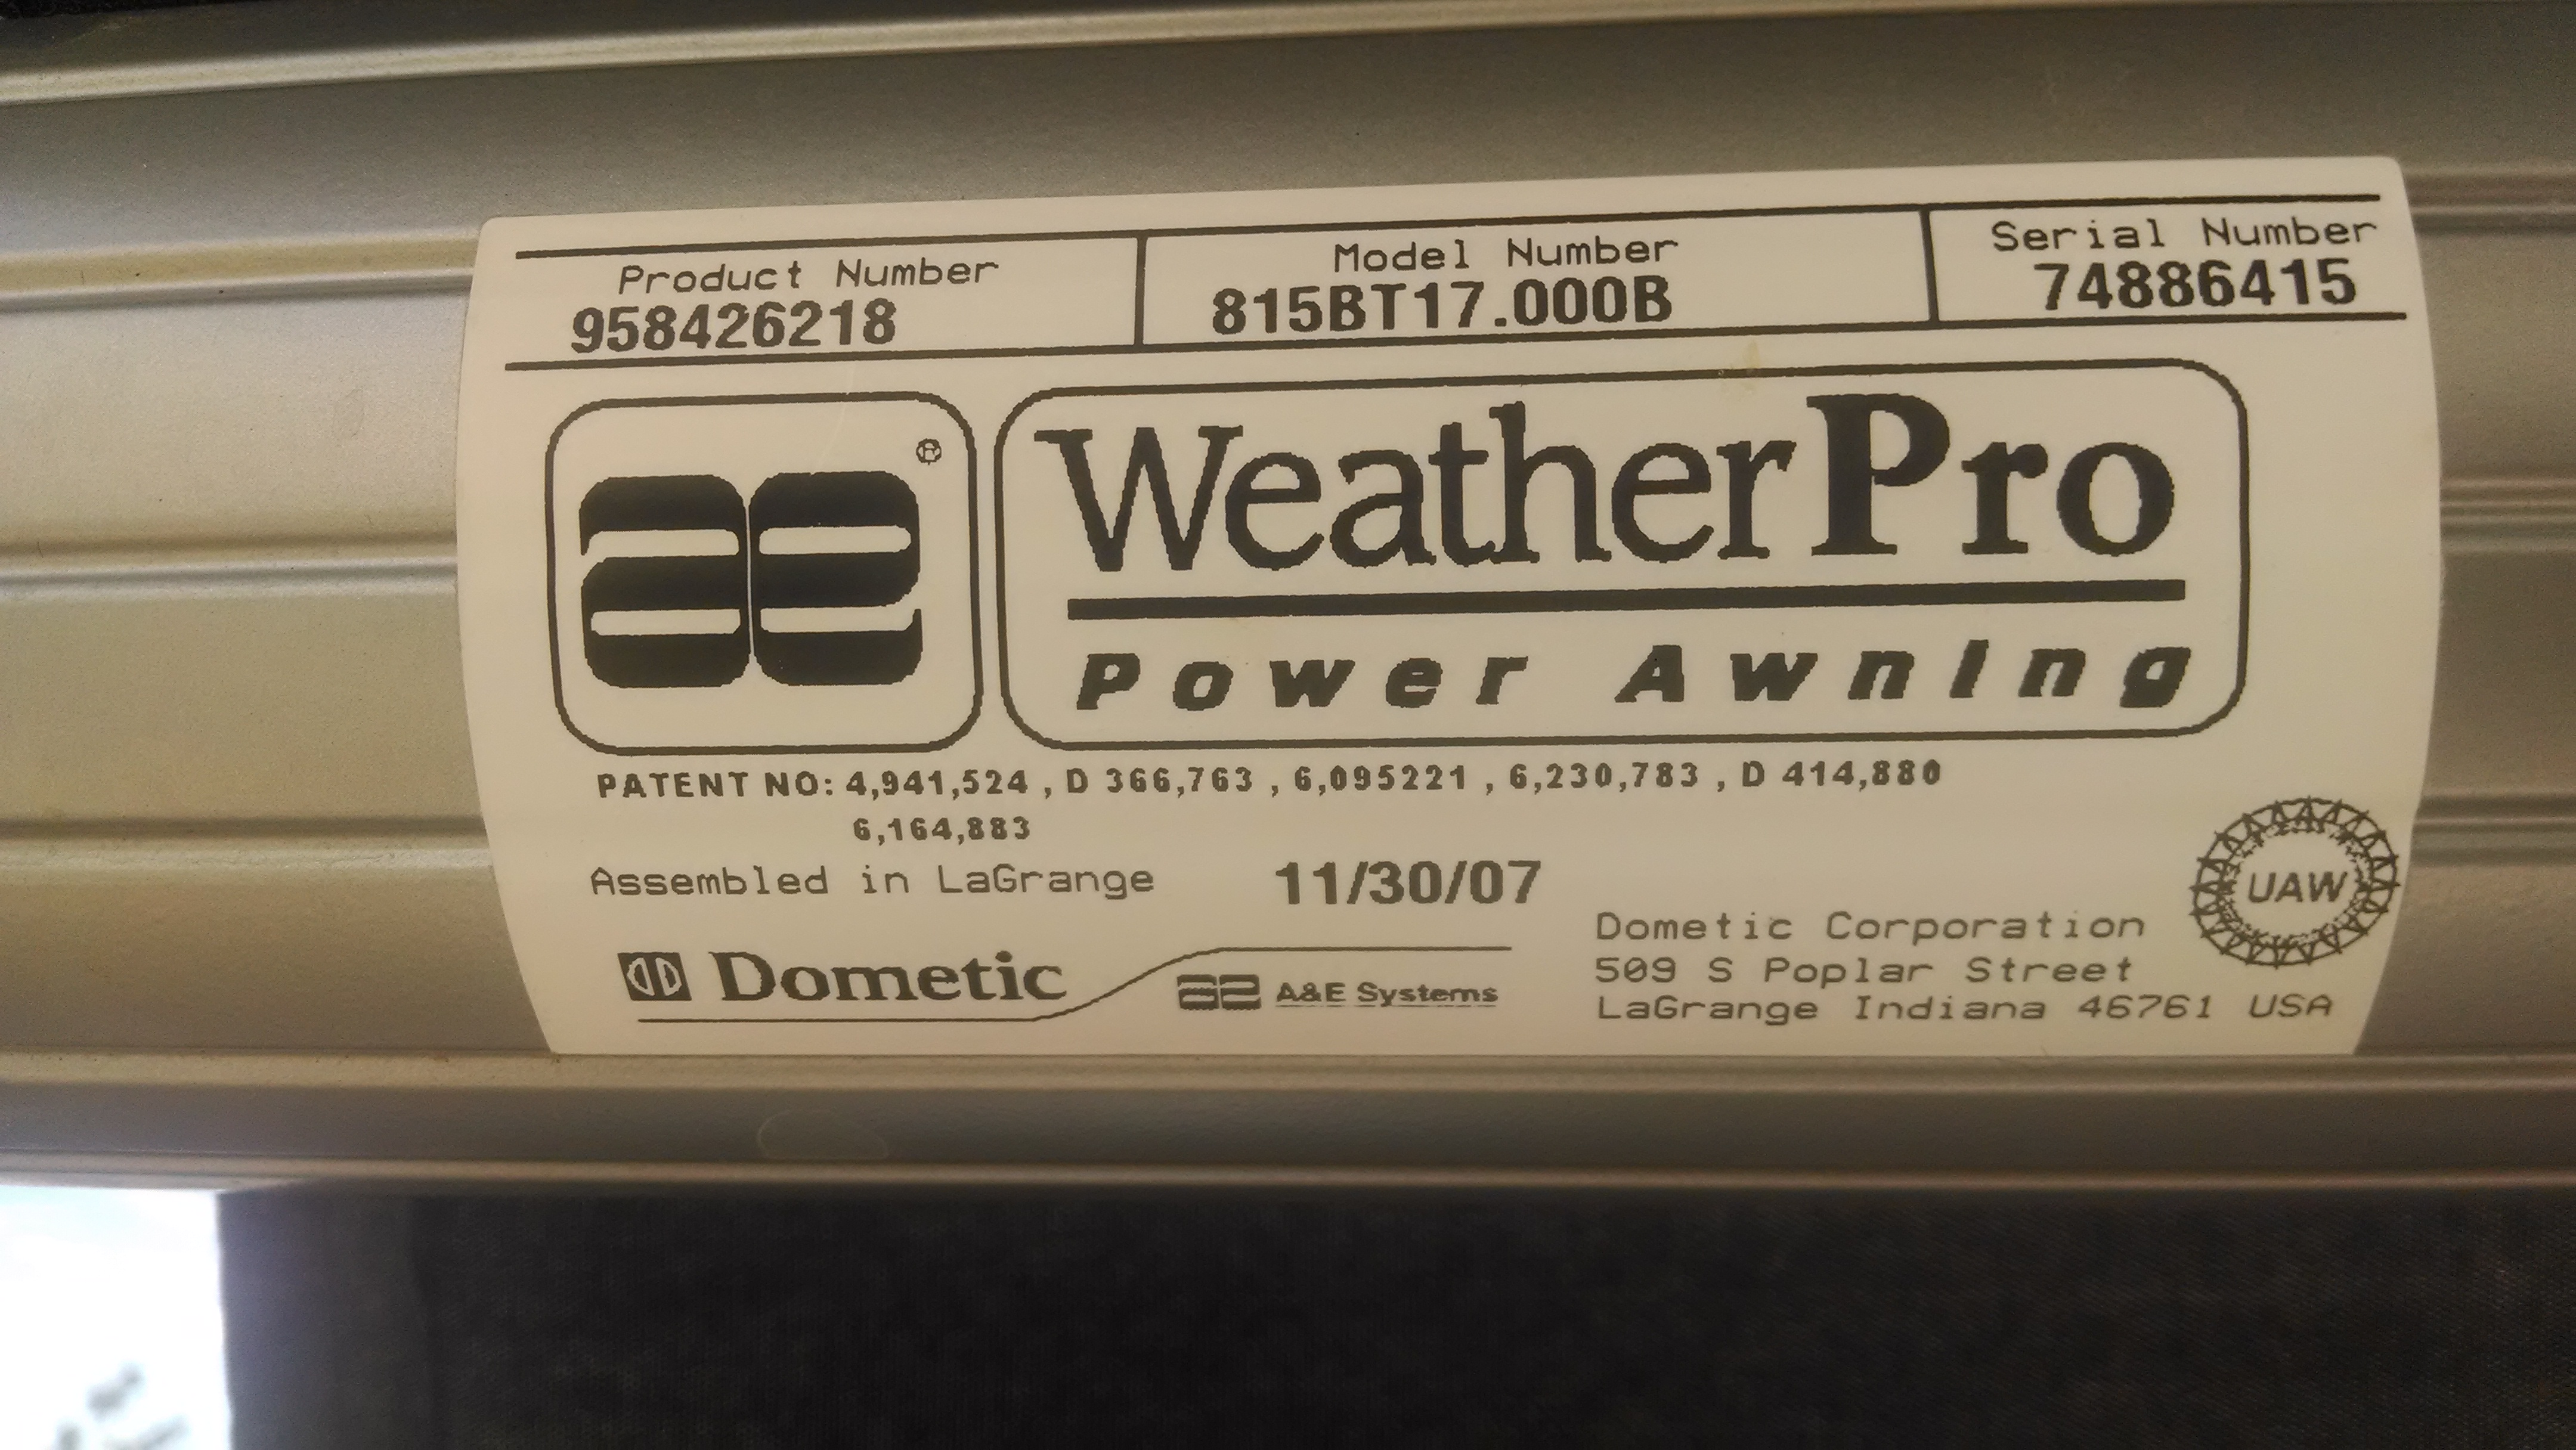 Product Number Model Number Serial Number
958426218 815BT17.000B 74886415
ae ®
WeatherPro
Power Awning
PATENT NO: 4,941,524 , D 366,763 , 6,095221 , 6,230,783 , D 414,880
6,164,883
Assembled in LaGrange 11/30/07
UAW
Dometic
ae A&E Systems
Dometic Corporation
509 S Poplar Street
LaGrange Indiana 46761 USA